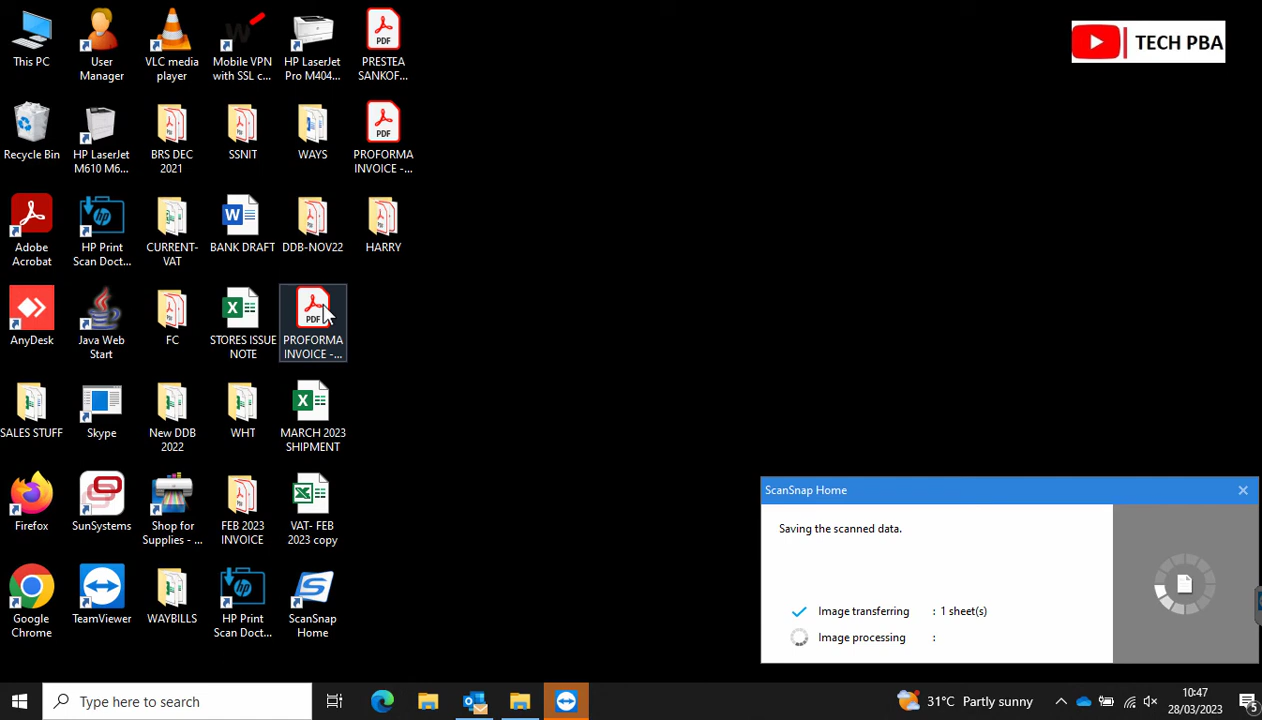 This PC
User
Manager
VLC media
player
Mobile VPN
with SSL c...
HP LaserJet
Pro M404...
PRESTEA
SANKOF...
TECH PBA
Recycle Bin
HP LaserJet
M610 M6...
BRS DEC
2021
SSNIT
WAYS
PROFORMA
INVOICE -...
Adobe
Acrobat
HP Print
Scan Doct...
CURRENT-
VAT
BANK DRAFT
DDB-NOV22
HARRY
AnyDesk
Java Web
Start
FC
STORES ISSUE
NOTE
PROFORMA
INVOICE -...
SALES STUFF
Skype
New DDB
2022
WHT
MARCH 2023
SHIPMENT
Firefox
SunSystems
Shop for
Supplies - ...
FEB 2023
INVOICE
VAT- FEB
2023 copy
Google
Chrome
TeamViewer
WAYBILLS
HP Print
Scan Doct...
ScanSnap
Home
ScanSnap Home
Saving the scanned data.
Image transferring : 1 sheet(s)
Image processing :
Type here to search
31°C Partly sunny
10:47
28/03/2023
5